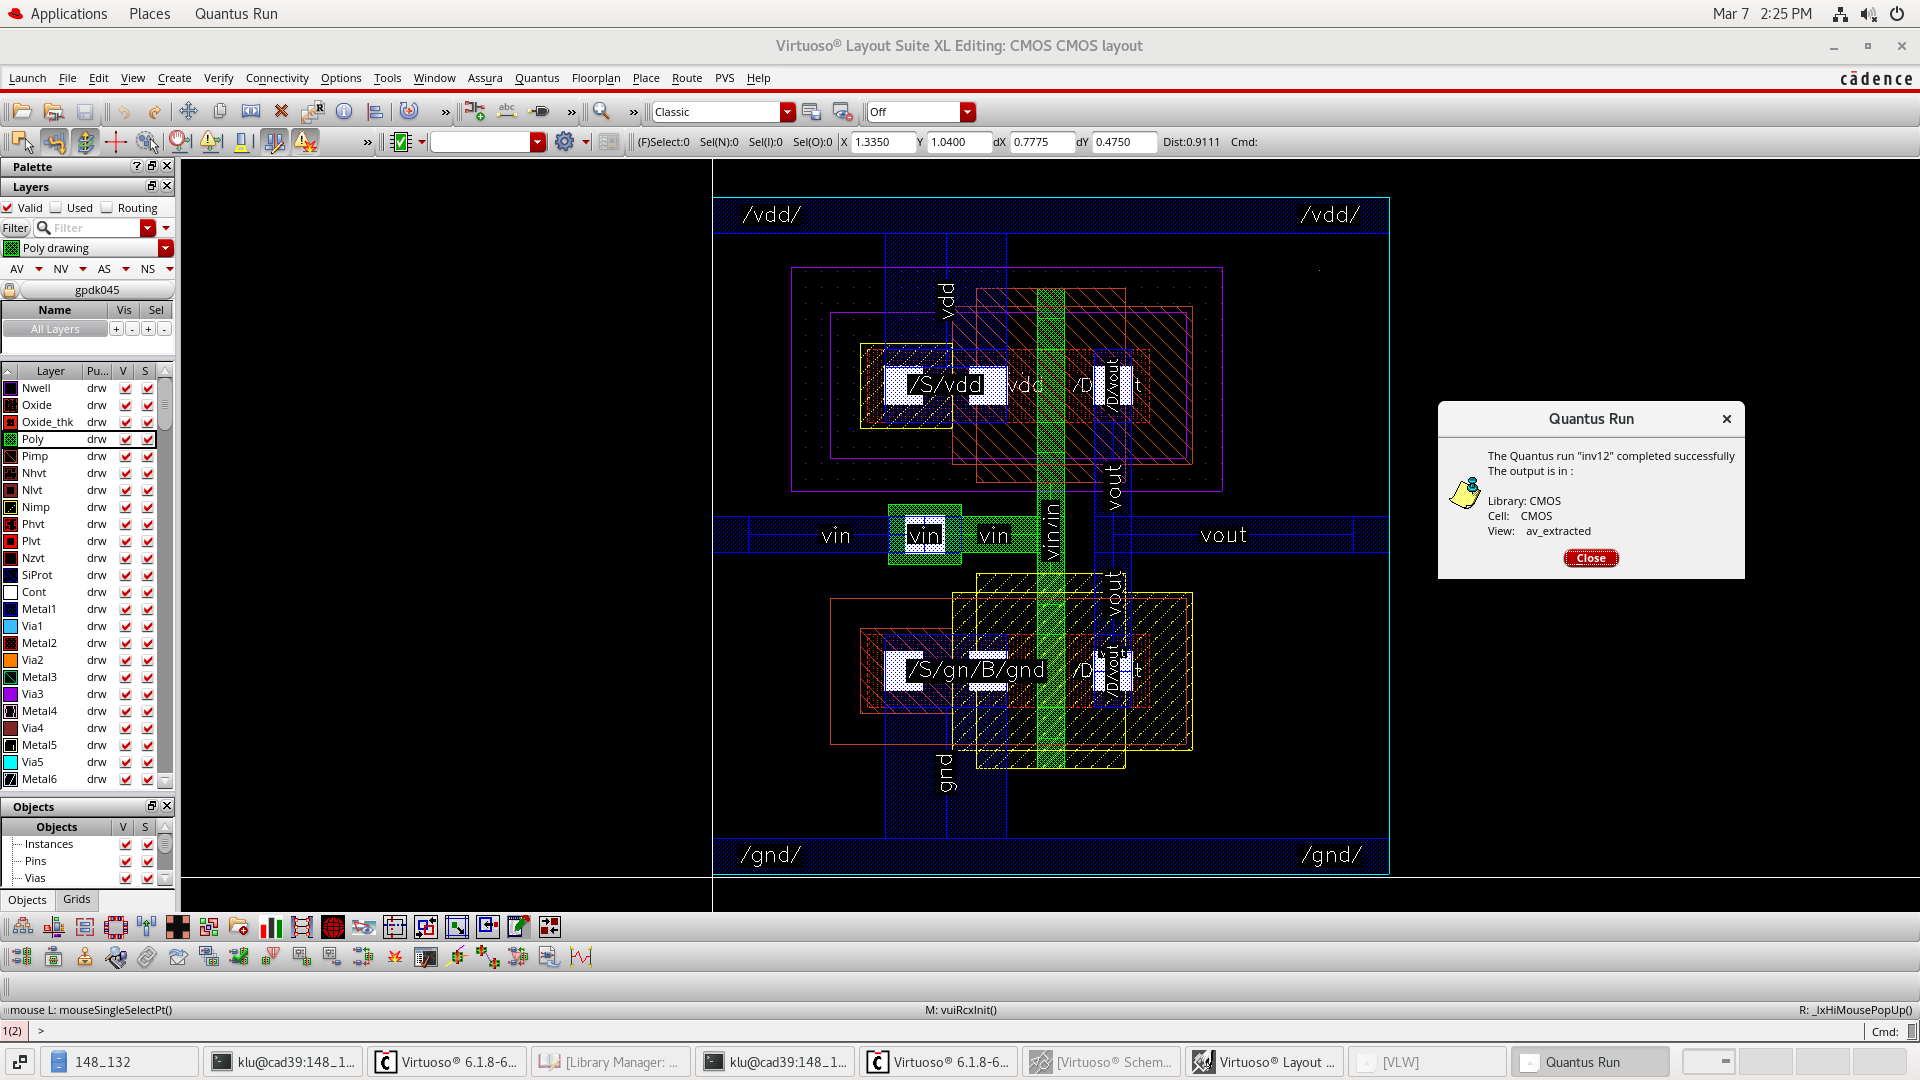 Applications Places Quantus Run Mar 7 2:25 PM
Virtuoso® Layout Suite XL Editing: CMOS CMOS layout
Launch File Edit View Create Verify Connectivity Options Tools Window Assura Quantus Floorplan Place Route PVS Help cādence
Classic Off
(F)Select:0 Sel(N):0 Sel(I):0 Sel(O):0 X 1.3350 Y 1.0400 dX 0.7775 dY 0.4750 Dist:0.9111 Cmd:
Palette
Layers
Valid Used Routing
Filter Filter
Poly drawing
AV NV AS NS
gpdk045
Name Vis Sel
All Layers + - + -
Layer Pu... V S
Nwell drw
Oxide drw
Oxide_thk drw
Poly drw
Pimp drw
Nhvt drw
Nlvt drw
Nimp drw
Phvt drw
Plvt drw
Nzvt drw
SiProt drw
Cont drw
Metal1 drw
Via1 drw
Metal2 drw
Via2 drw
Metal3 drw
Via3 drw
Metal4 drw
Via4 drw
Metal5 drw
Via5 drw
Metal6 drw
Objects
Objects V S
Instances
Pins
Vias
Objects Grids
/vdd/ /vdd/
vdd
/S/vdd vdd /D /D/vout t
vout
vin vin vin vin/in vout
vout
/S/gn/B/gnd /D /D/vout t
gnd
/gnd/ /gnd/
Quantus Run
The Quantus run "inv12" completed successfully
The output is in :
Library: CMOS
Cell: CMOS
View: av_extracted
Close
mouse L: mouseSingleSelectPt() M: vuiRcxInit() R: _lxHiMousePopUp()
1(2) > Cmd:
148_132 klu@cad39:148_1... Virtuoso® 6.1.8-6... [Library Manager: ... klu@cad39:148_1... Virtuoso® 6.1.8-6... [Virtuoso® Schem... Virtuoso® Layout ... [VLW] Quantus Run